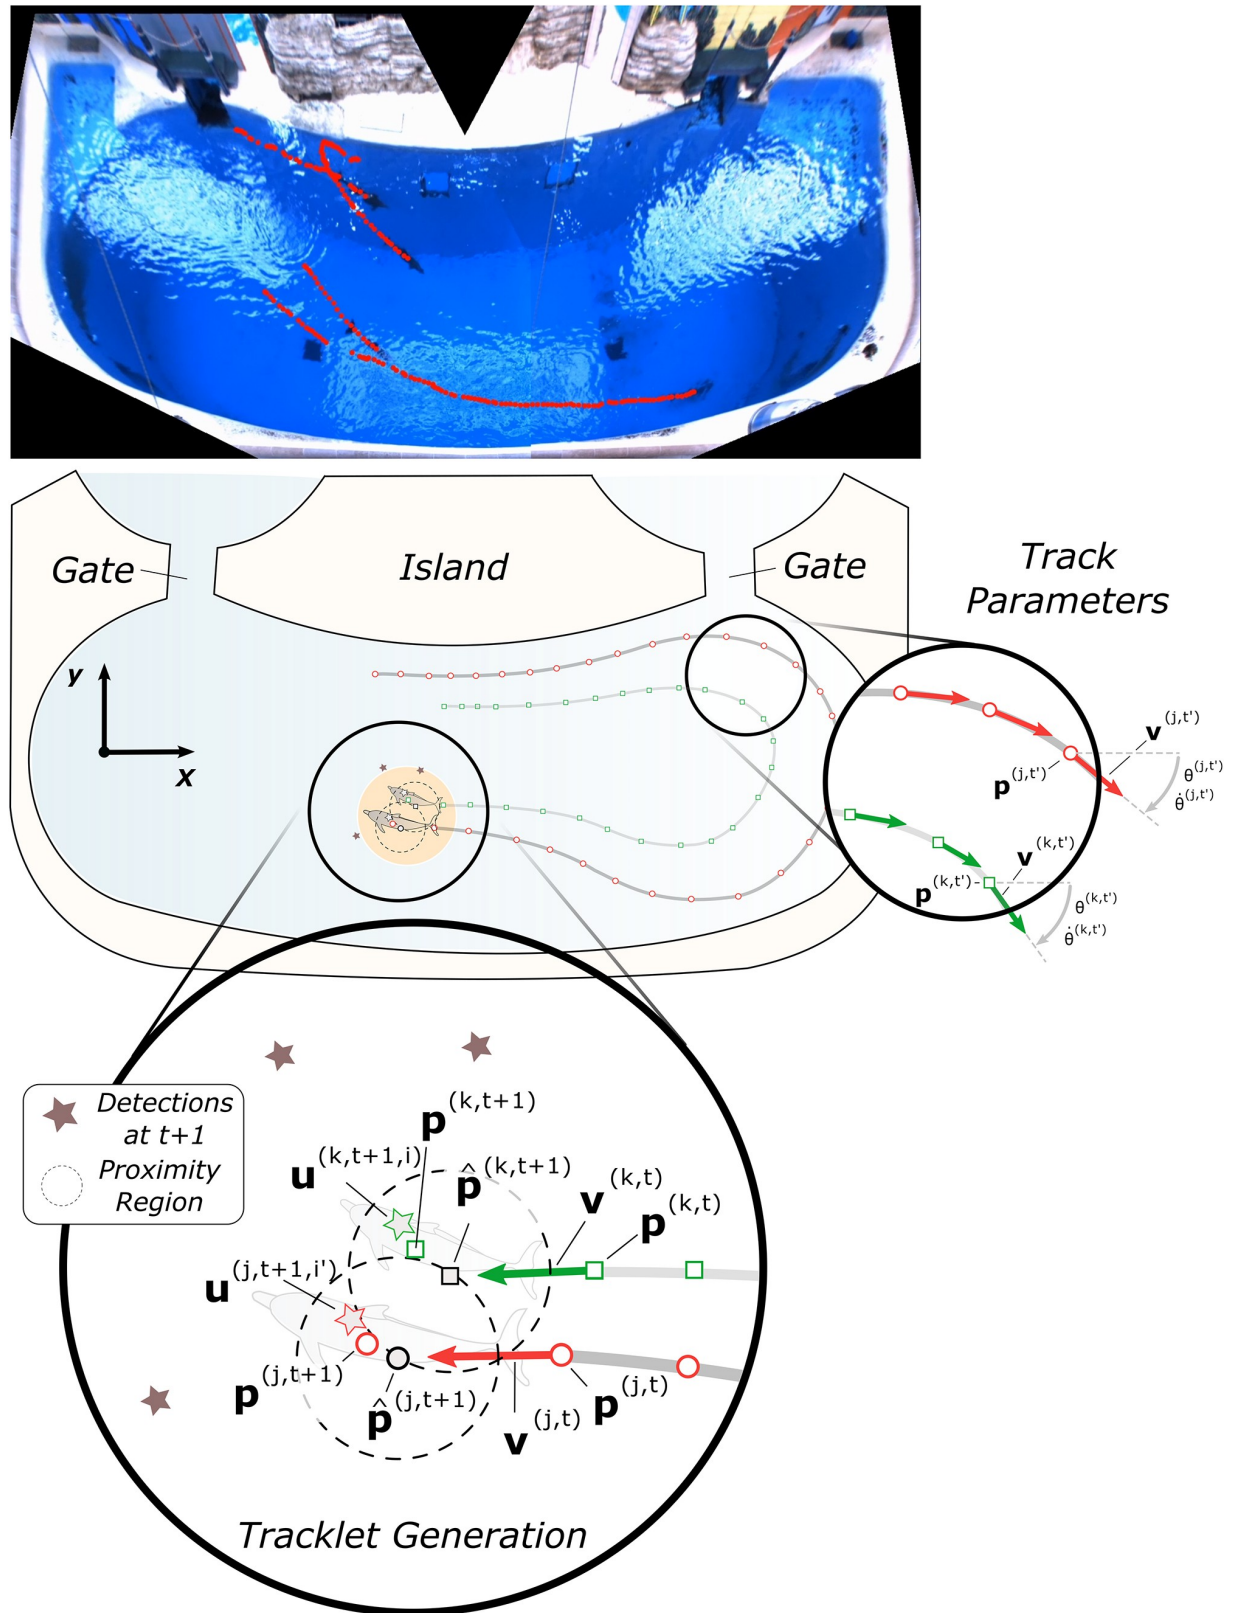 Gate
Island
Gate
Track
Parameters
y
x
v(j,t')
p(j,t')
θ(j,t')
θ̇(j,t')
v(k,t')
p(k,t')
θ(k,t')
θ̇(k,t')
Detections
at t+1
Proximity
Region
p(k,t+1)
u(k,t+1,i)
p̂(k,t+1)
v(k,t)
p(k,t)
u(j,t+1,i')
p(j,t+1)
p̂(j,t+1)
v(j,t)
p(j,t)
Tracklet Generation